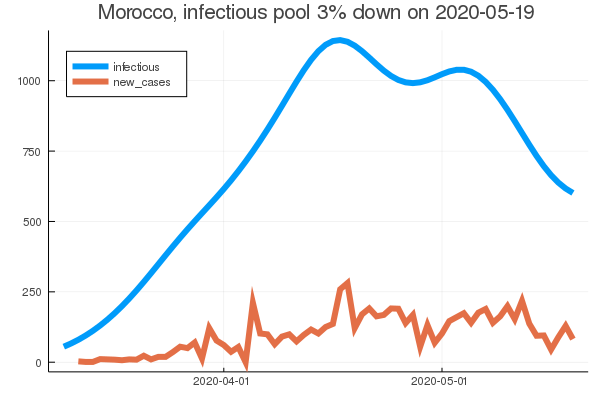 Morocco, infectious pool 3% down on 2020-05-19
infectious
new_cases
1000
750
500
250
0
2020-04-01
2020-05-01